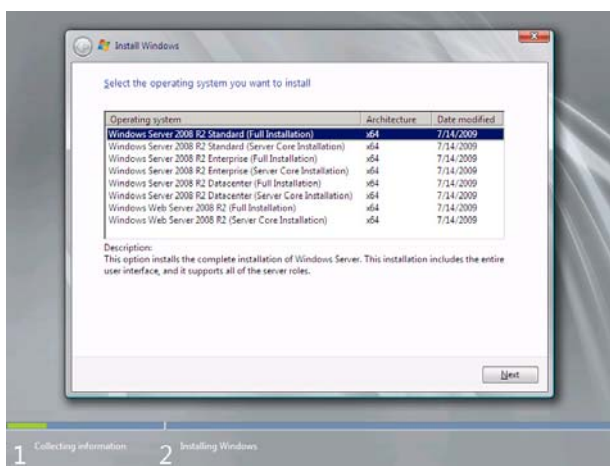 Install Windows
Select the operating system you want to install
Operating system Architecture Date modified
Windows Server 2008 R2 Standard (Full Installation) x64 7/14/2009
Windows Server 2008 R2 Standard (Server Core Installation) x64 7/14/2009
Windows Server 2008 R2 Enterprise (Full Installation) x64 7/14/2009
Windows Server 2008 R2 Enterprise (Server Core Installation) x64 7/14/2009
Windows Server 2008 R2 Datacenter (Full Installation) x64 7/14/2009
Windows Server 2008 R2 Datacenter (Server Core Installation) x64 7/14/2009
Windows Web Server 2008 R2 (Full Installation) x64 7/14/2009
Windows Web Server 2008 R2 (Server Core Installation) x64 7/14/2009
Description:
This option installs the complete installation of Windows Server. This installation includes the entire
user interface, and it supports all of the server roles.
Next
1 Collecting information 2 Installing Windows